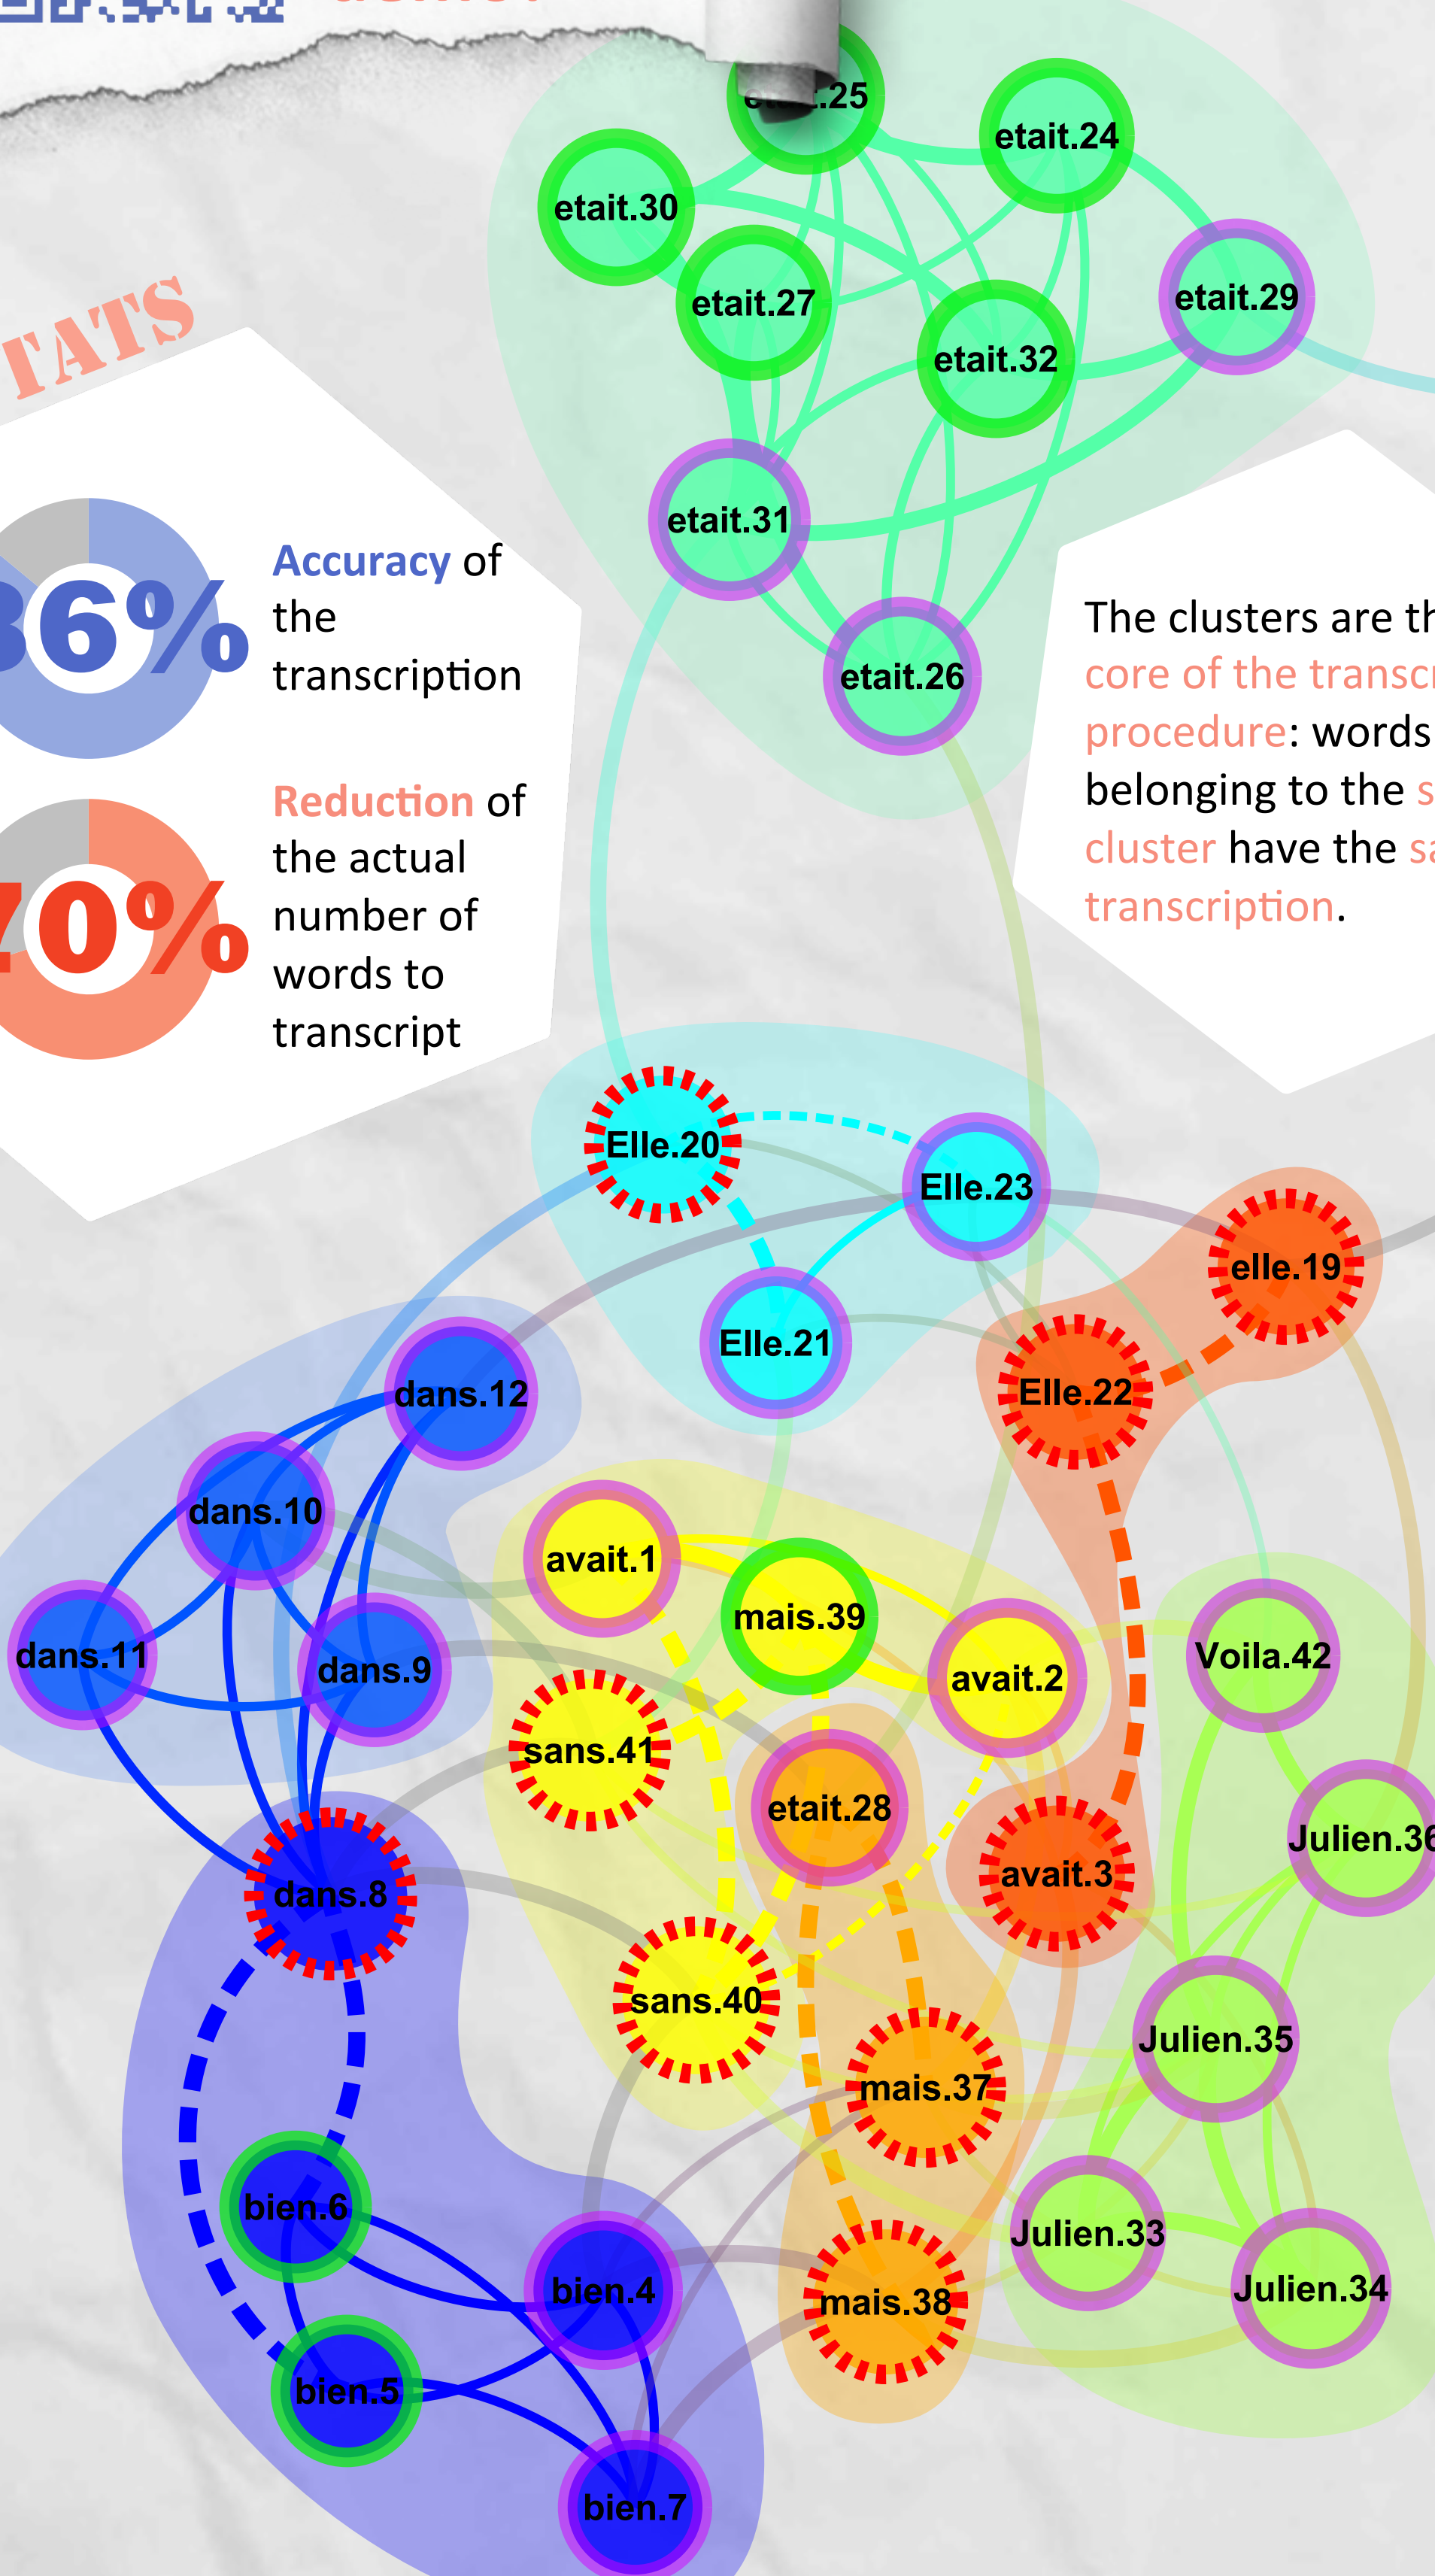 etait.24
etait.30
etait.29
etait.27
TATS
etait.32
etait.31
Accuracy of
the
transcription
36%
etait.26
The clusters are th
core of the transcr
procedure: words
belonging to the s
cluster have the sa
transcription.
Reduction of
the actual
number of
words to
transcript
70%
Elle.20
Elle.23
elle.19
Elle.21
Elle.22
dans.12
dans.10
avait.1
mais.39
dans.11
dans.9
avait.2
Voila.42
sans.41
etait.28
Julien.36
dans.8
avait.3
sans.40
Julien.35
mais.37
bien.6
Julien.33
bien.4
Julien.34
mais.38
bien.5
bien.7